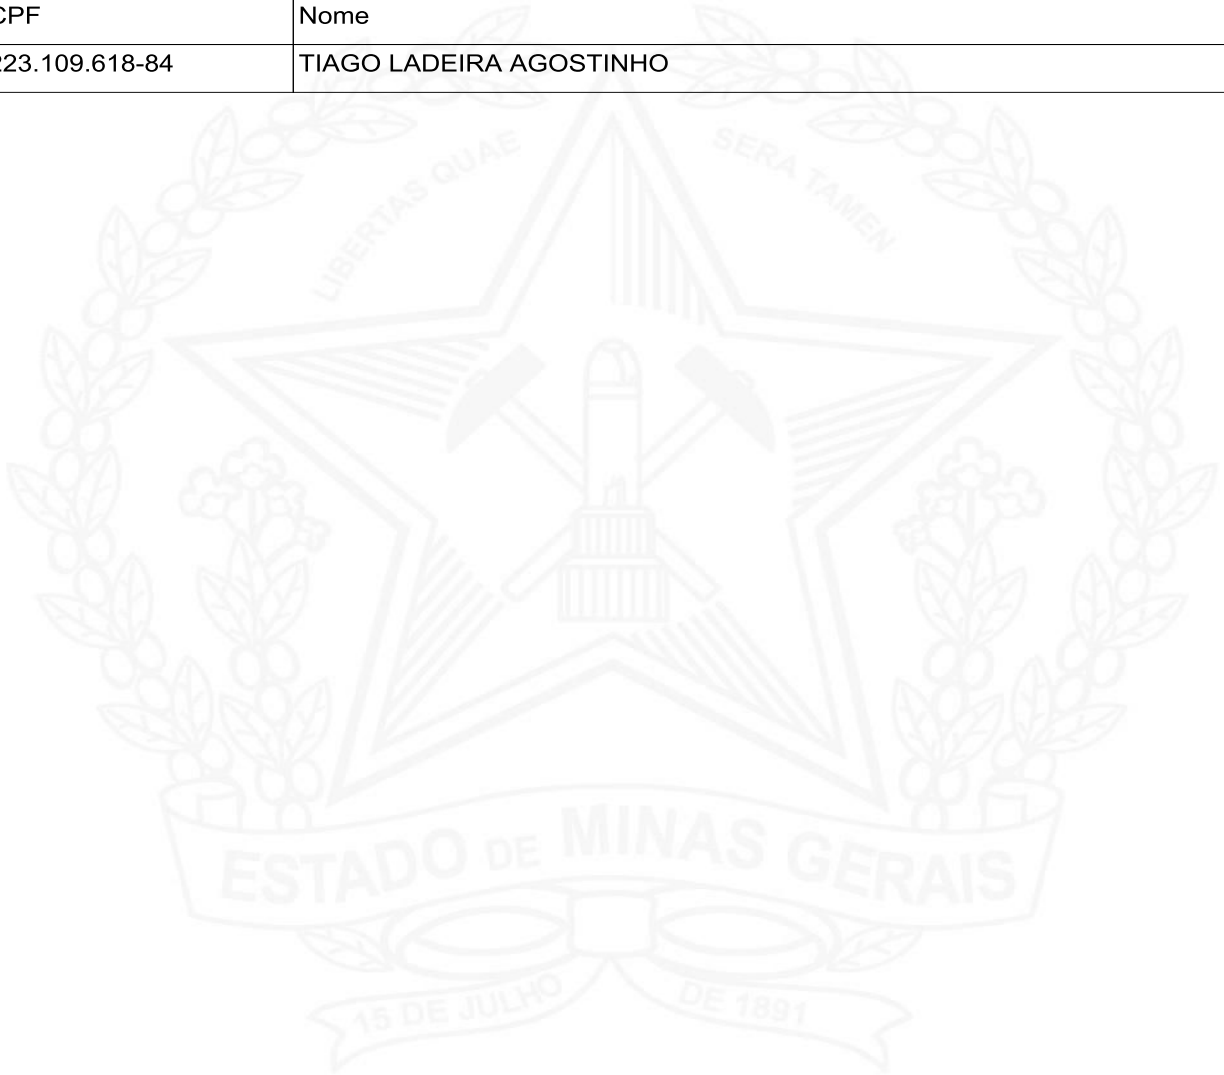 CPF Nome
223.109.618-84 TIAGO LADEIRA AGOSTINHO
LIBERTAS QUAE SERA TAMEN
ESTADO DE MINAS GERAIS
15 DE JULHO DE 1891